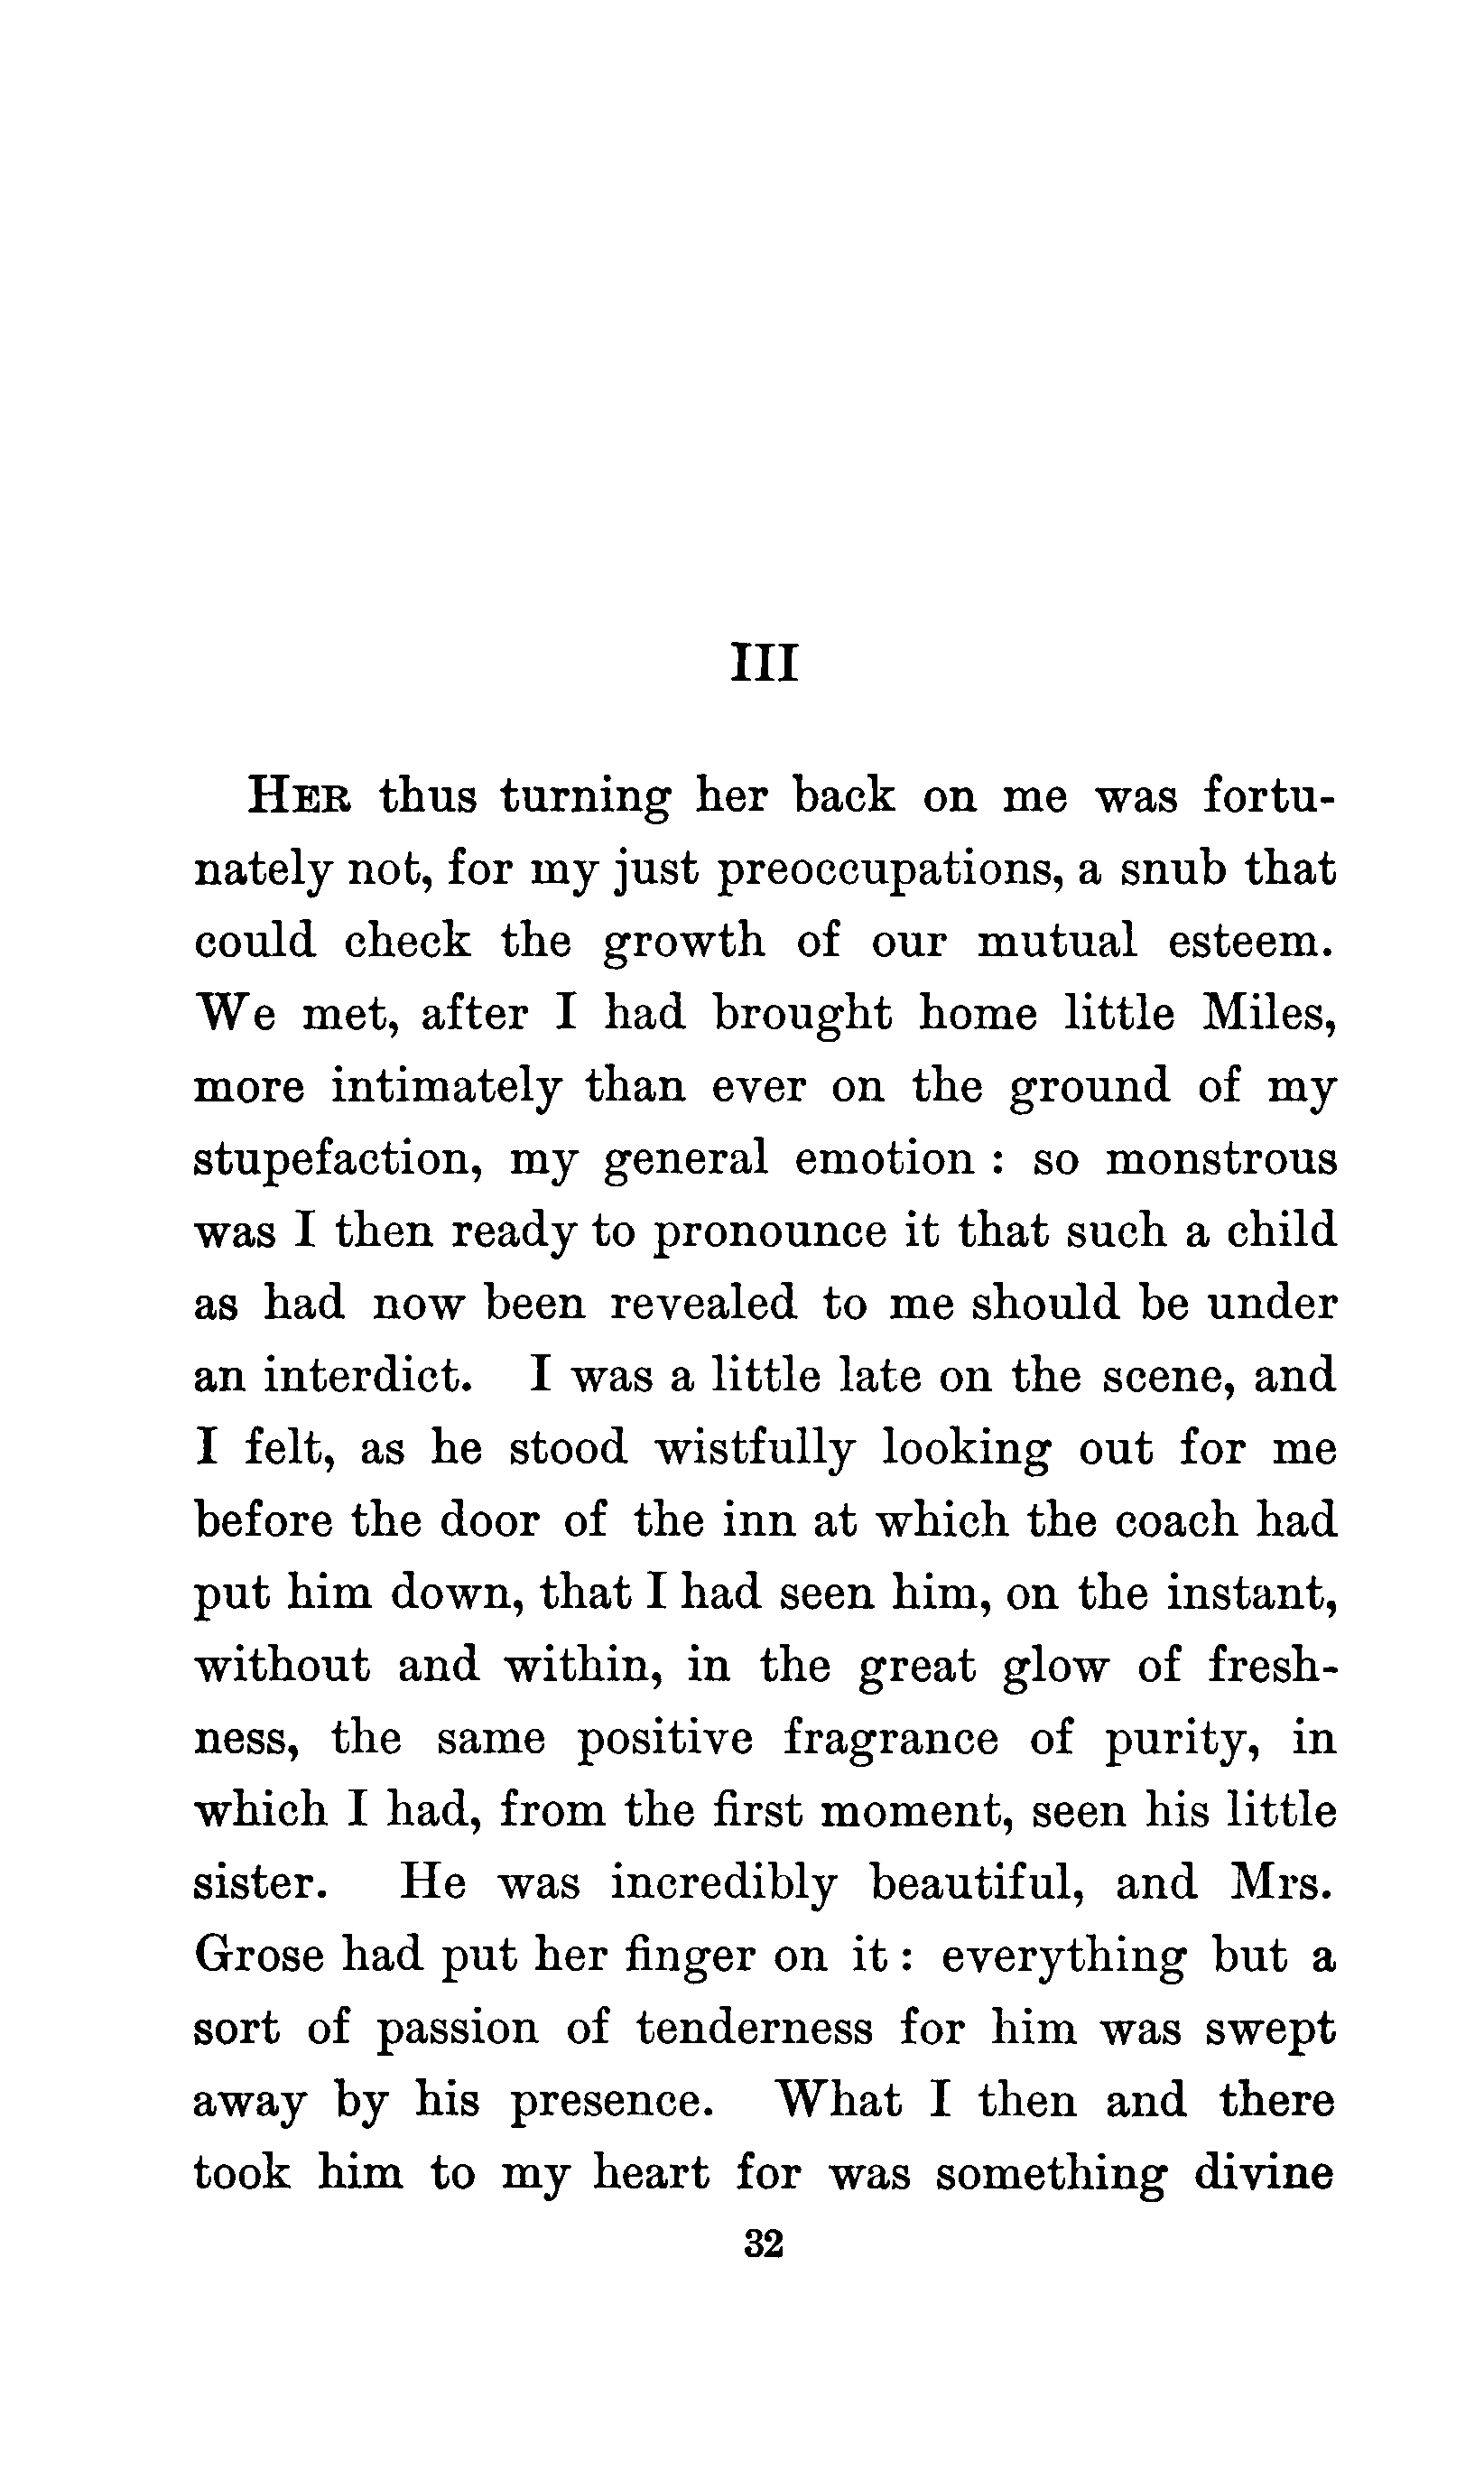 III
HER thus turning her back on me was fortu-
nately not, for my just preoccupations, a snub that
could check the growth of our mutual esteem.
We met, after I had brought home little Miles,
more intimately than ever on the ground of my
stupefaction, my general emotion : so monstrous
was I then ready to pronounce it that such a child
as had now been revealed to me should be under
an interdict. I was a little late on the scene, and
I felt, as he stood wistfully looking out for me
before the door of the inn at which the coach had
put him down, that I had seen him, on the instant,
without and within, in the great glow of fresh-
ness, the same positive fragrance of purity, in
which I had, from the first moment, seen his little
sister. He was incredibly beautiful, and Mrs.
Grose had put her finger on it : everything but a
sort of passion of tenderness for him was swept
away by his presence. What I then and there
took him to my heart for was something divine
32